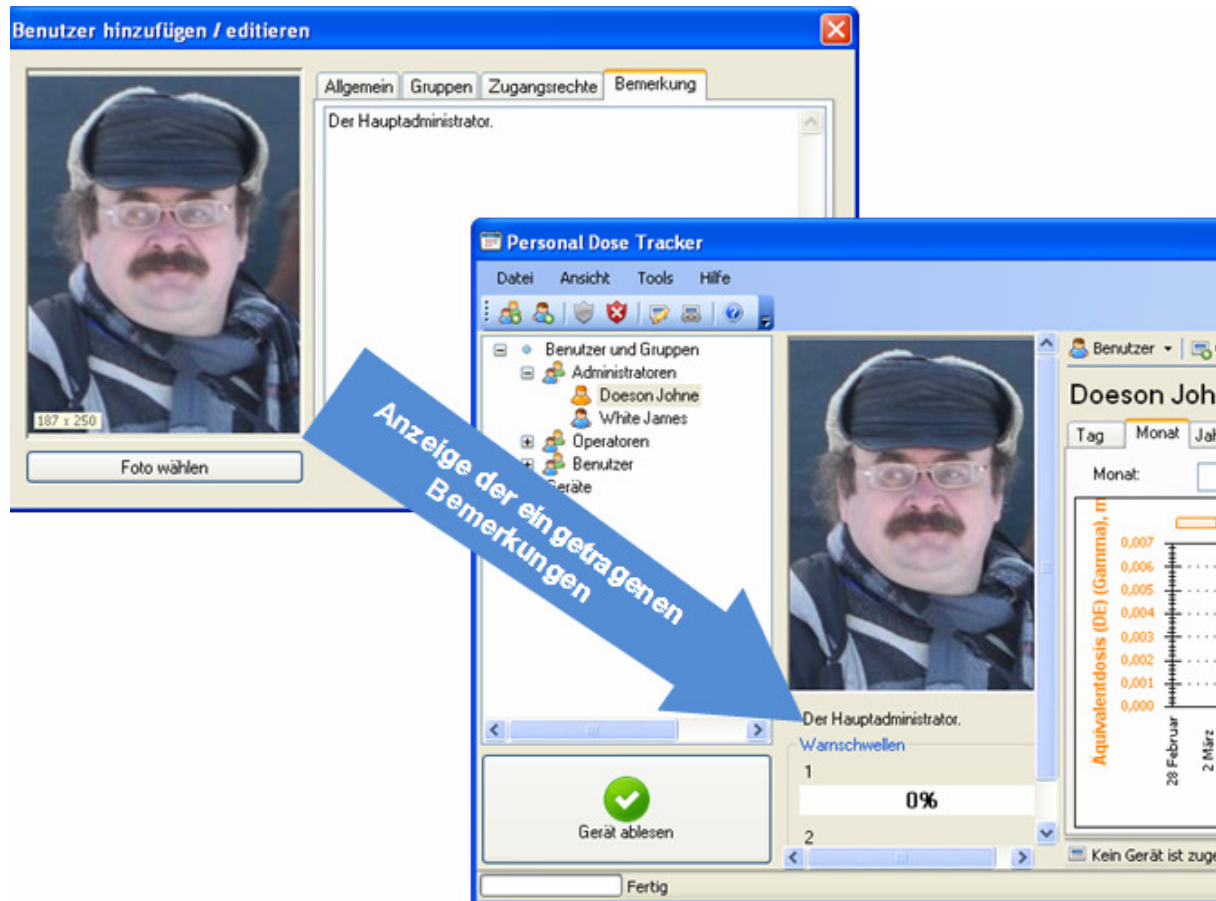 Benutzer hinzufügen / editieren
Allgemein Gruppen Zugangsrechte Bemerkung
Der Hauptadministrator.
187 x 250
Foto wählen
Personal Dose Tracker
Datei Ansicht Tools Hilfe
Benutzer und Gruppen
Administratoren
Doeson Johne
White James
Operatoren
Benutzer
Geräte
Gerät ablesen
Fertig
Anzeige der eingetragenen
Bemerkungen
Der Hauptadministrator.
Warnschwellen
1
0%
2
Benutzer
Doeson Joh
Tag Monat Jah
Monat:
Äquivalentdosis (DE) (Gamma), m
0,007
0,006
0,005
0,004
0,003
0,002
0,001
0,000
28 Februar
2 März
Kein Gerät ist zuge